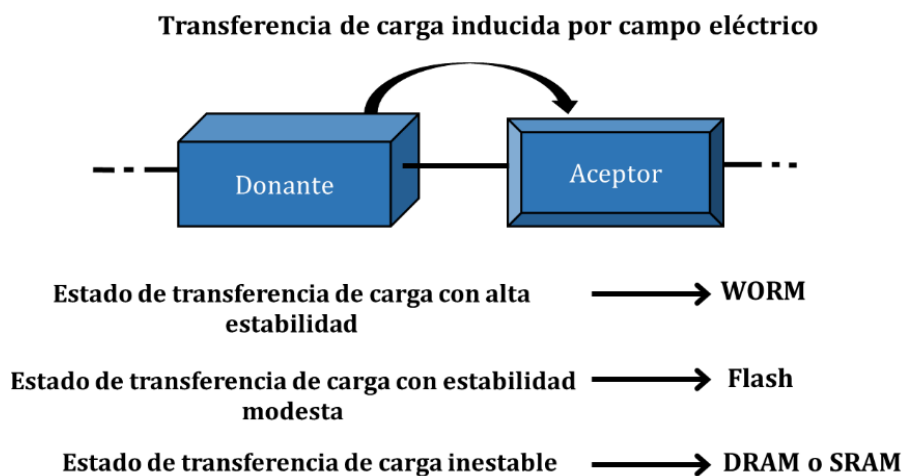 Transferencia de carga inducida por campo eléctrico
Donante
Aceptor
Estado de transferencia de carga con alta
estabilidad
WORM
Estado de transferencia de carga con estabilidad
modesta
Flash
Estado de transferencia de carga inestable
DRAM o SRAM